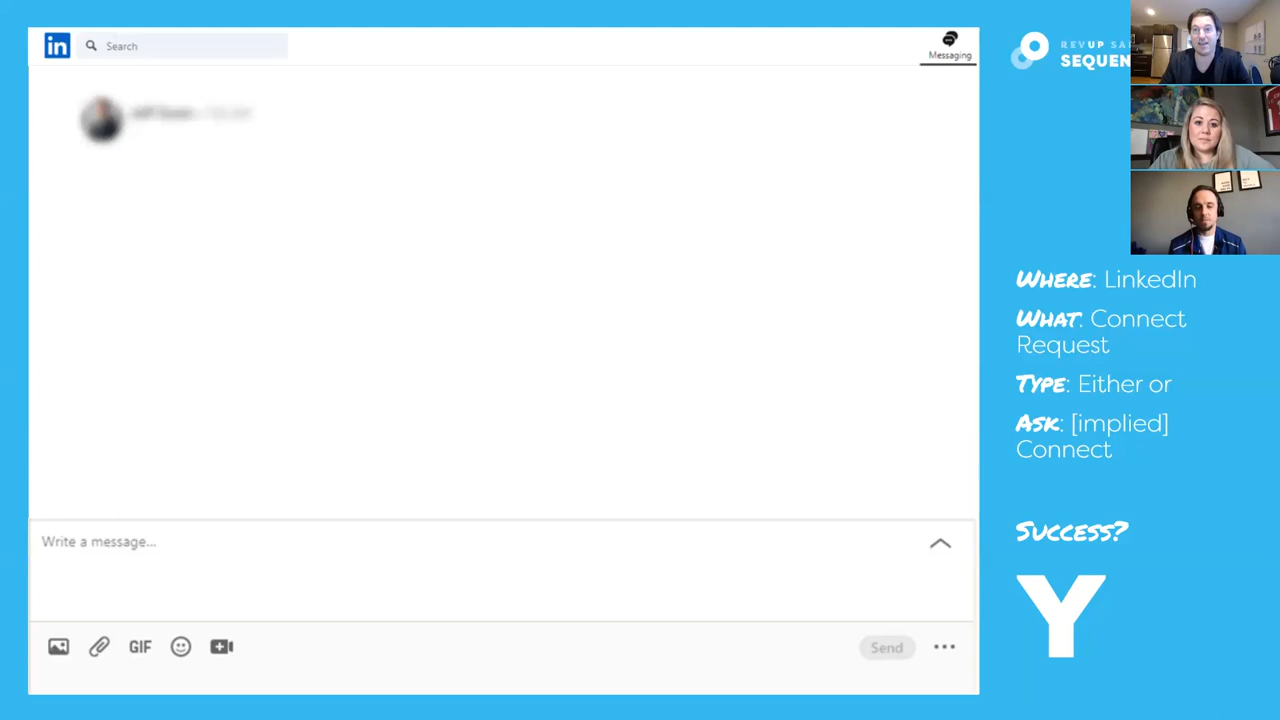 in
Search
Messaging
REVUP
SEQUEN
Where: LinkedIn
What: Connect
Request
Type: Either or
Ask: [implied]
Connect
Success?
Y
Write a message...
GIF
Send